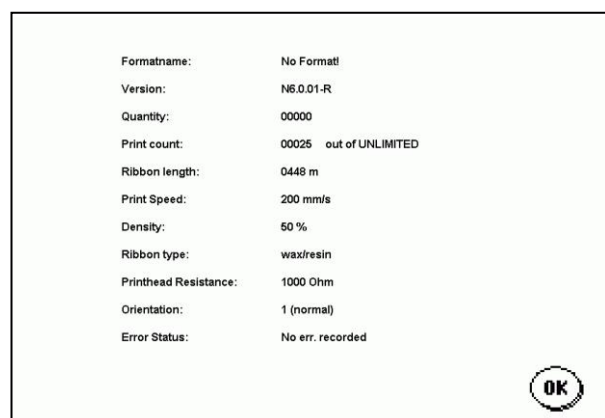 Formatname: No Format!
Version: N6.0.01-R
Quantity: 00000
Print count: 00025 out of UNLIMITED
Ribbon length: 0448 m
Print Speed: 200 mm/s
Density: 50 %
Ribbon type: wax/resin
Printhead Resistance: 1000 Ohm
Orientation: 1 (normal)
Error Status: No err. recorded
OK